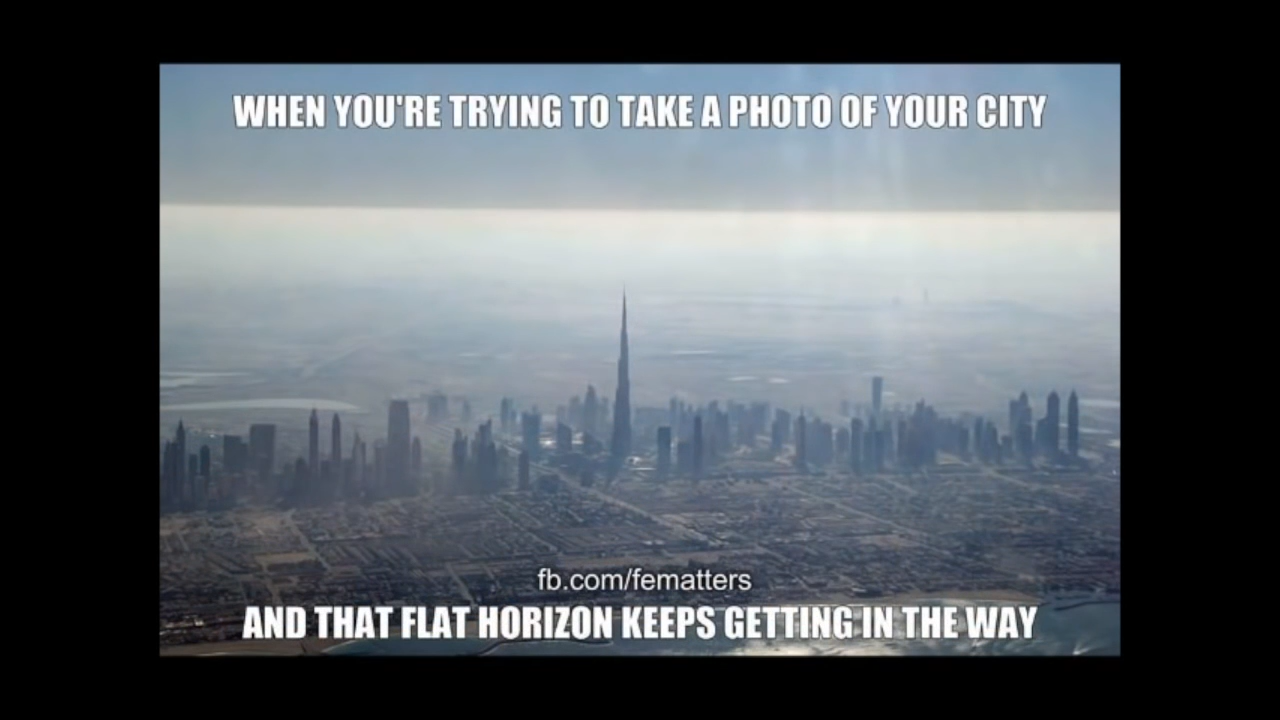 WHEN YOU'RE TRYING TO TAKE A PHOTO OF YOUR CITY
fb.com/fematters
AND THAT FLAT HORIZON KEEPS GETTING IN THE WAY